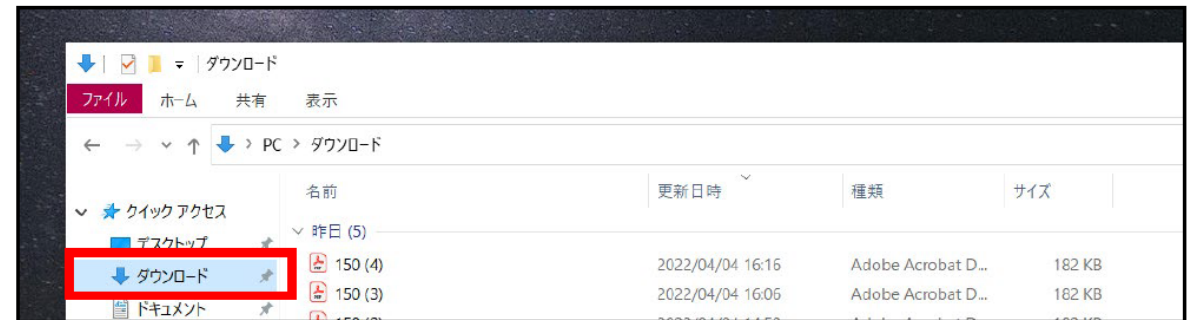 ダウンロード
ファイル ホーム 共有 表示
PC > ダウンロード
名前 更新日時 種類 サイズ
クイック アクセス
昨日 (5)
デスクトップ
150 (4) 2022/04/04 16:16 Adobe Acrobat D... 182 KB
ダウンロード
150 (3) 2022/04/04 16:06 Adobe Acrobat D... 182 KB
ドキュメント